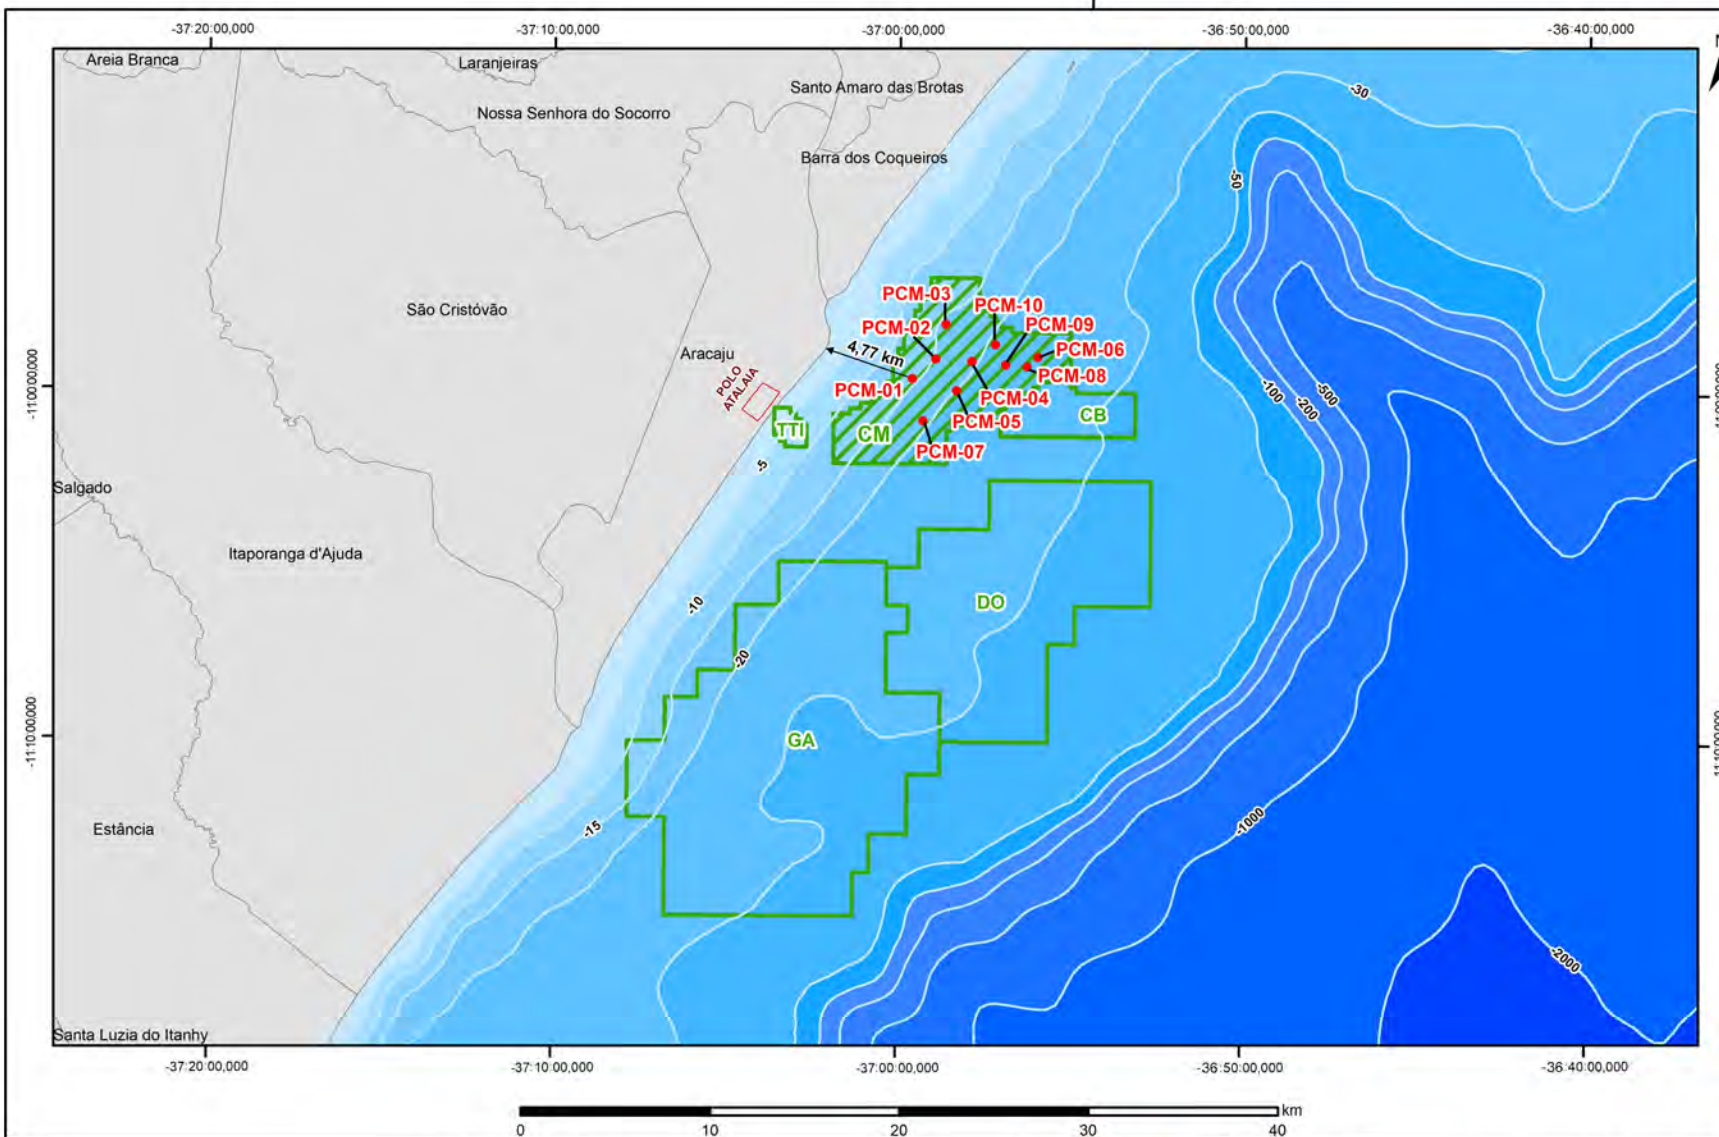 -37:20:00,000
-37:10:00,000
-37:00:00,000
-36:50:00,000
-36:40:00,000
Areia Branca
Laranjeiras
Santo Amaro das Brotas
Nossa Senhora do Socorro
Barra dos Coqueiros
-30
-50
São Cristóvão
PCM-03
PCM-10
PCM-02
PCM-09
4,77 km
Aracaju
PCM-06
PCM-08
PCM-01
PCM-04
POLO
ATALAIA
-11:00:00,000
-100
-200
-500
CB
TTI
CM
PCM-05
PCM-07
-5
Salgado
Itaporanga d'Ajuda
-10
DO
-20
GA
-11:10:00,000
Estância
-15
-1000
-2000
Santa Luzia do Itanhy
-37:20:00,000
-37:10:00,000
-37:00:00,000
-36:50:00,000
-36:40:00,000
km
0
10
20
30
40